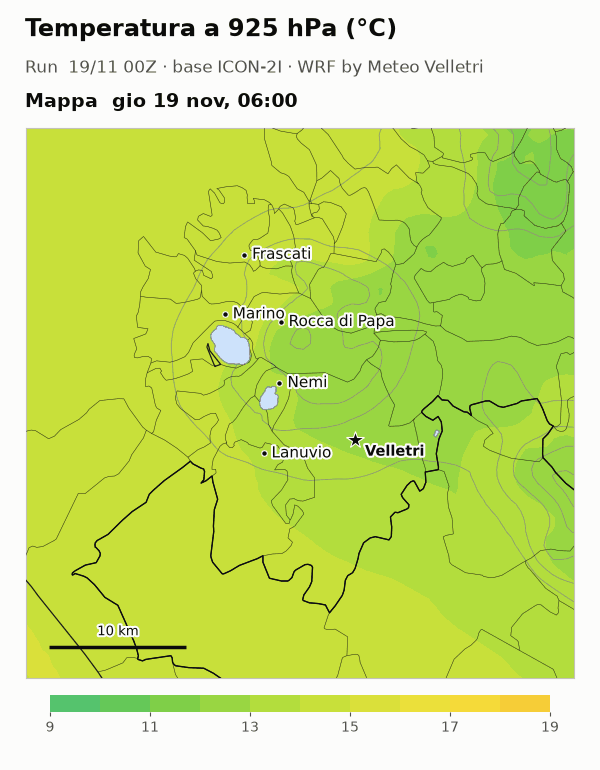 Temperatura a 925 hPa (°C)
Run  19/11 00Z · base ICON-2I · WRF by Meteo Velletri
Mappa  gio 19 nov, 06:00
Frascati
Marino
Rocca di Papa
Nemi
Velletri
Lanuvio
10 km
9 11 13 15 17 19